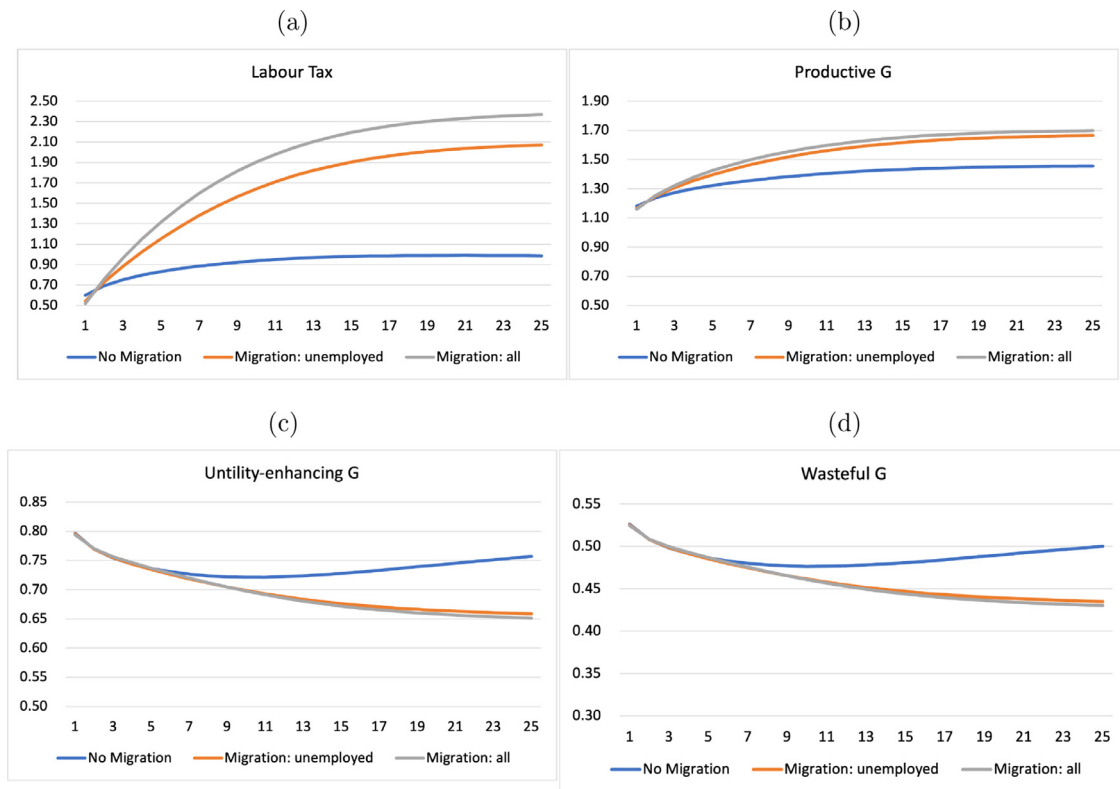 (a)
Labour Tax
2.50
2.30
2.10
1.90
1.70
1.50
1.30
1.10
0.90
0.70
0.50
1 3 5 7 9 11 13 15 17 19 21 23 25
No Migration Migration: unemployed Migration: all
(b)
Productive G
1.90
1.70
1.50
1.30
1.10
0.90
0.70
0.50
1 3 5 7 9 11 13 15 17 19 21 23 25
No Migration Migration: unemployed Migration: all
(c)
Untility-enhancing G
0.85
0.80
0.75
0.70
0.65
0.60
0.55
0.50
1 3 5 7 9 11 13 15 17 19 21 23 25
No Migration Migration: unemployed Migration: all
(d)
Wasteful G
0.55
0.50
0.45
0.40
0.35
0.30
1 3 5 7 9 11 13 15 17 19 21 23 25
No Migration Migration: unemployed Migration: all